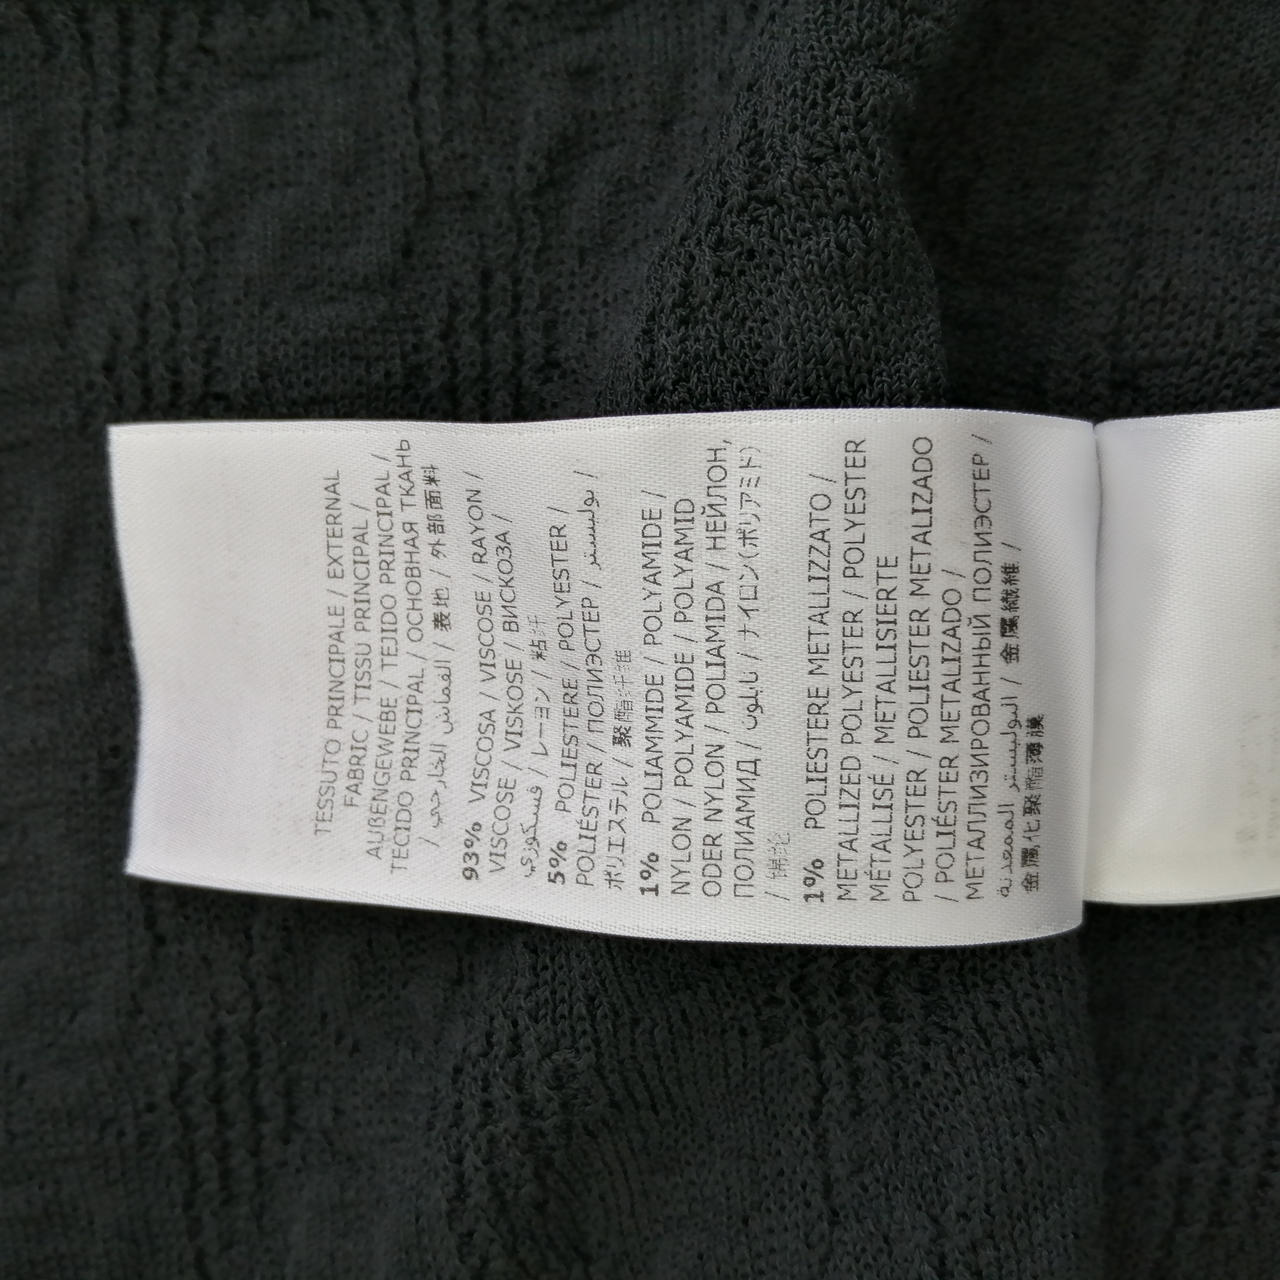 TESSUTO PRINCIPALE / EXTERNAL
FABRIC / TISSU PRINCIPAL /
AUßENGEWEBE / TEJIDO PRINCIPAL /
TECIDO PRINCIPAL / ОСНОВНАЯ ТКАНЬ
/ القماش الخارجي / 表地 / 外部面料
93% VISCOSA / VISCOSE / RAYON /
VISCOSE / VISKOSE / ВИСКОЗА /
فسكوزي / レーヨン / 粘纤
5% POLIESTERE / POLYESTER /
POLIÉSTER / ПОЛИЭСТЕР / بوليستر /
ポリエステル / 聚酯纤维
1% POLIAMMIDE / POLYAMIDE /
NYLON / POLYAMIDE / POLYAMID
ODER NYLON / POLIAMIDA / НЕЙЛОН,
ПОЛИАМИД / نايلون / ナイロン(ポリアミド)
/ 锦纶
1% POLIESTERE METALLIZZATO /
METALLIZED POLYESTER / POLYESTER
MÉTALLISÉ / METALLISIERTE
POLYESTER / POLIESTER METALIZADO
/ POLIÉSTER METALIZADO /
МЕТАЛЛИЗИРОВАННЫЙ ПОЛИЭСТЕР /
البوليستر الممعدنة / 金属繊維 /
金属化聚酯薄膜